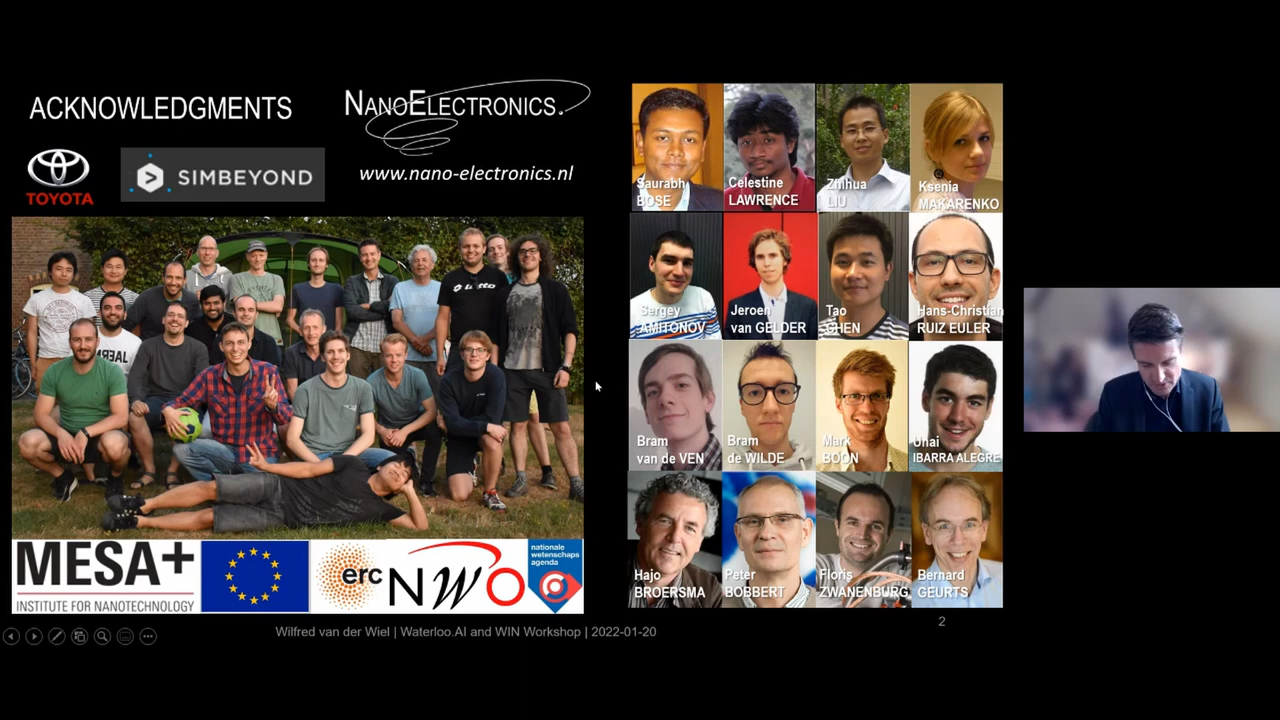 ACKNOWLEDGMENTS
NANOELECTRONICS.
www.nano-electronics.nl
TOYOTA
SIMBEYOND
lotto
MESA+
INSTITUTE FOR NANOTECHNOLOGY
erc
NWO
nationale
wetenschaps
agenda
Saurabh
BOSE
Celestine
LAWRENCE
Zhihua
LIU
Ksenia
MAKARENKO
Sergey
AMITONOV
Jeroen
van GELDER
Tao
CHEN
Hans-Christian
RUIZ EULER
Bram
van de VEN
Bram
de WILDE
Mark
BOON
Unai
IBARRA ALEGRE
Hajo
BROERSMA
Peter
BOBBERT
Floris
ZWANENBURG
Bernard
GEURTS
2
Wilfred van der Wiel | Waterloo.AI and WIN Workshop | 2022-01-20